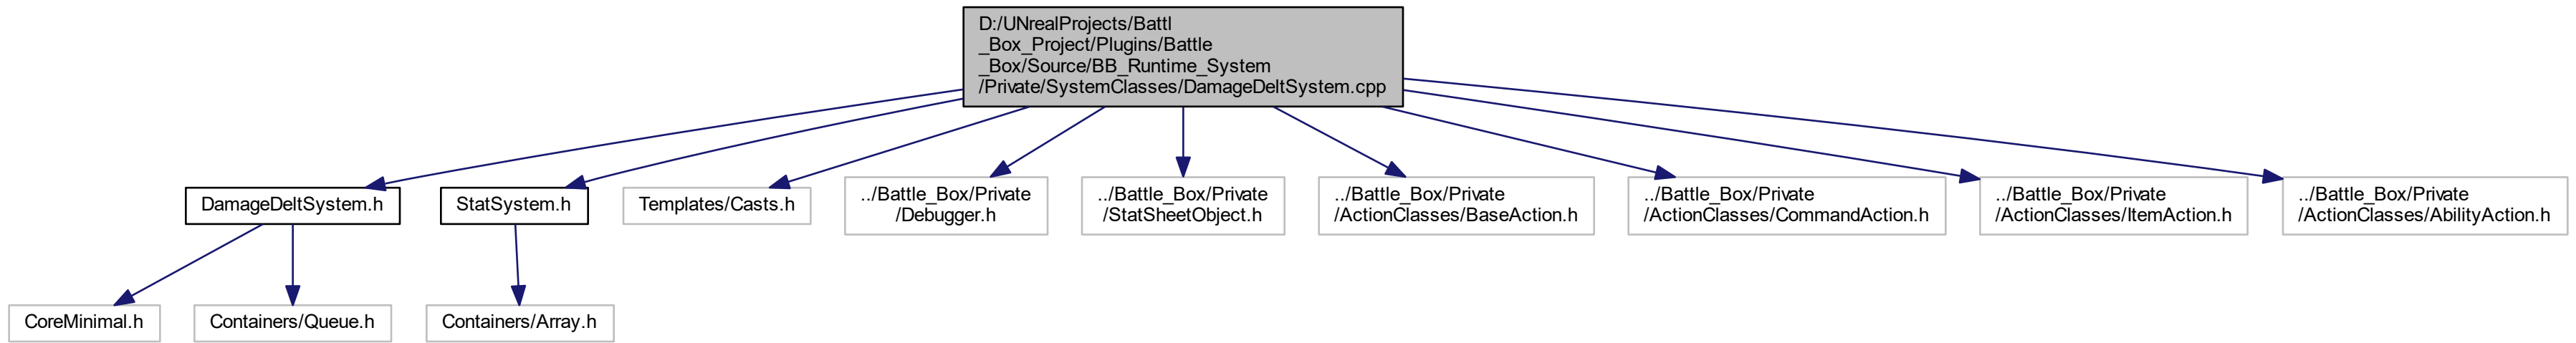 D:/UNrealProjects/Battl
_Box_Project/Plugins/Battle
_Box/Source/BB_Runtime_System
/Private/SystemClasses/DamageDeltSystem.cpp
DamageDeltSystem.h
StatSystem.h
Templates/Casts.h
../Battle_Box/Private
/Debugger.h
../Battle_Box/Private
/StatSheetObject.h
../Battle_Box/Private
/ActionClasses/BaseAction.h
../Battle_Box/Private
/ActionClasses/CommandAction.h
../Battle_Box/Private
/ActionClasses/ItemAction.h
../Battle_Box/Private
/ActionClasses/AbilityAction.h
CoreMinimal.h
Containers/Queue.h
Containers/Array.h